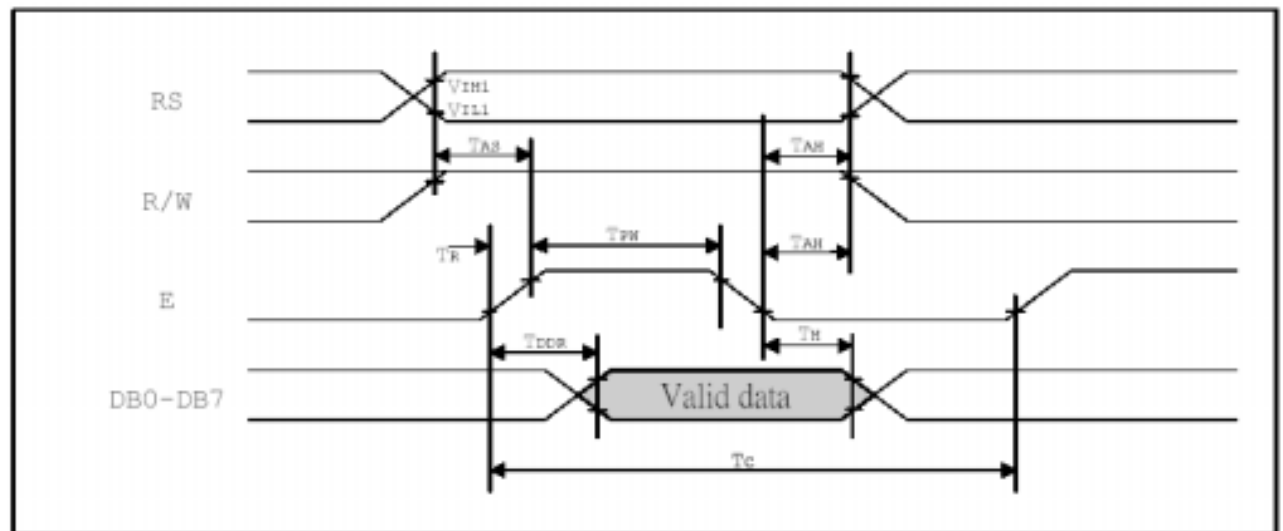 RS
VIH1
VIL1
TAS
TAH
R/W
TPW
TAH
TR
E
TDDR
TH
DB0-DB7
Valid data
TC